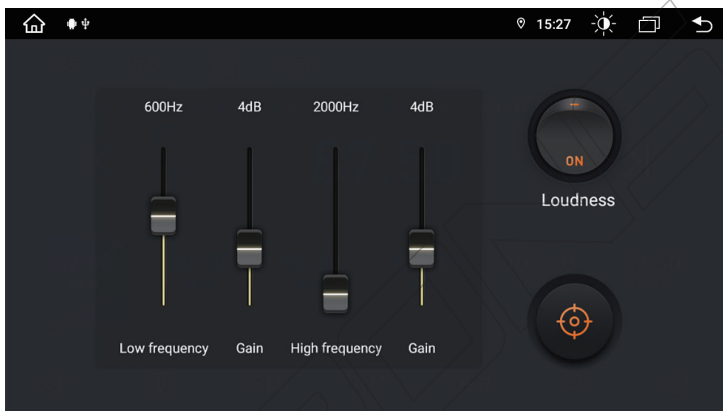 15:27
600Hz 4dB 2000Hz 4dB
ON
Loudness
Low frequency Gain High frequency Gain